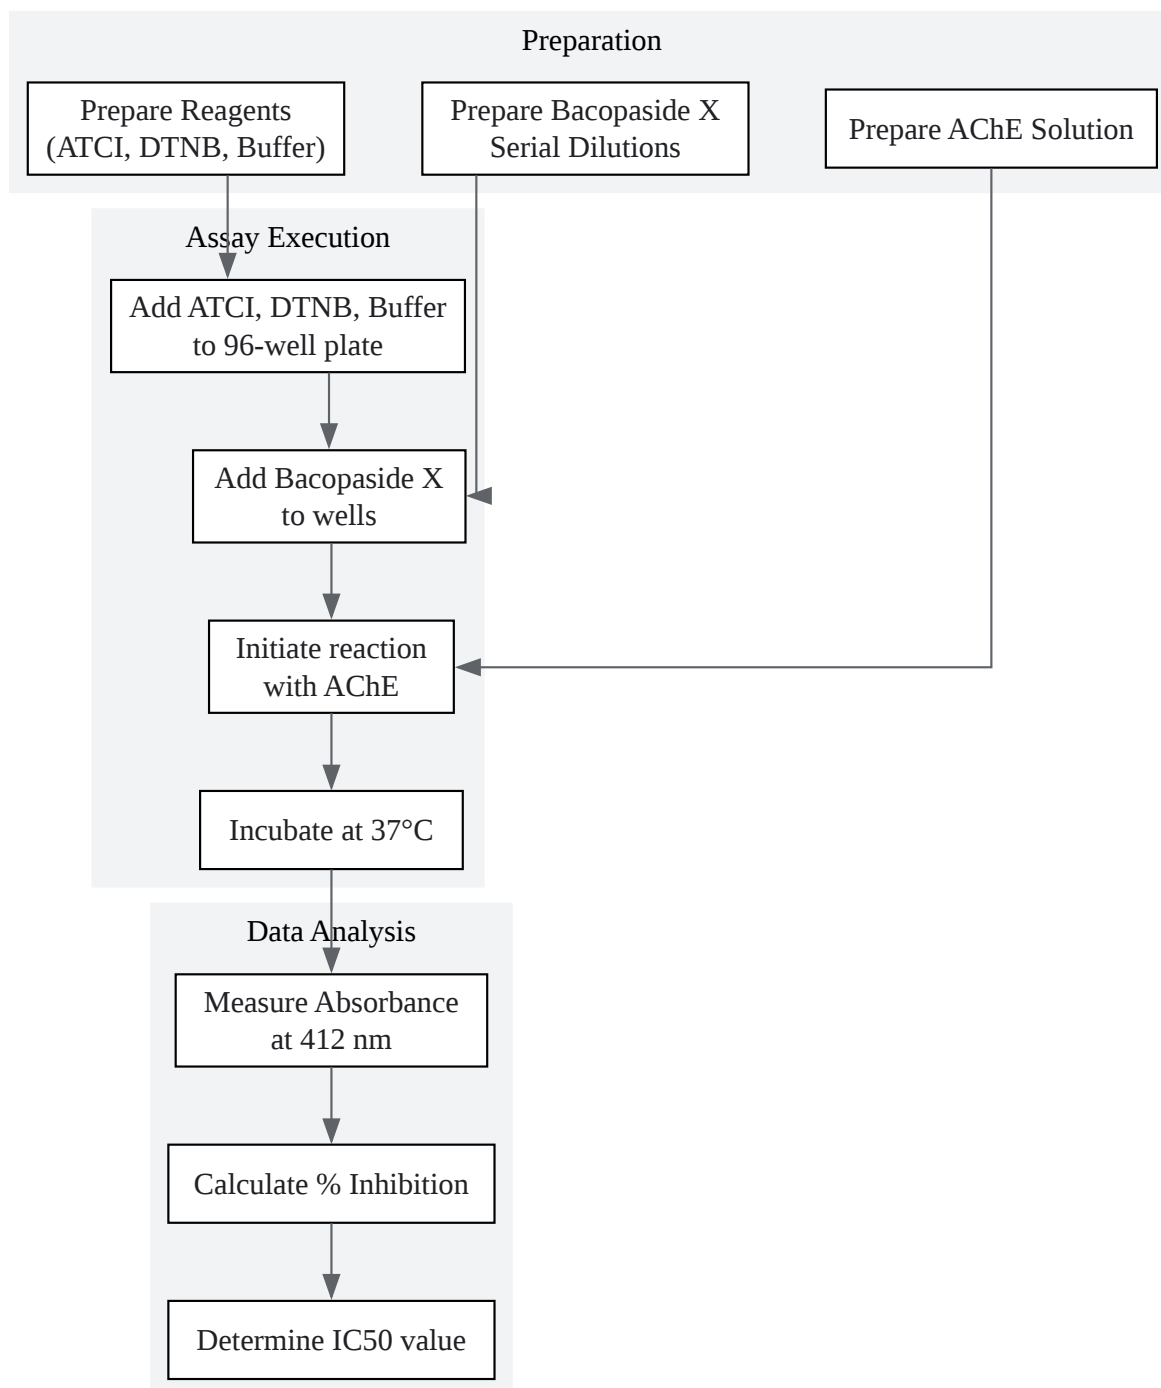 Preparation
Prepare Reagents
(ATCI, DTNB, Buffer)
Prepare Bacopaside X
Serial Dilutions
Prepare AChE Solution
Assay Execution
Add ATCI, DTNB, Buffer
to 96-well plate
Add Bacopaside X
to wells
Initiate reaction
with AChE
Incubate at 37°C
Data Analysis
Measure Absorbance
at 412 nm
Calculate % Inhibition
Determine IC50 value